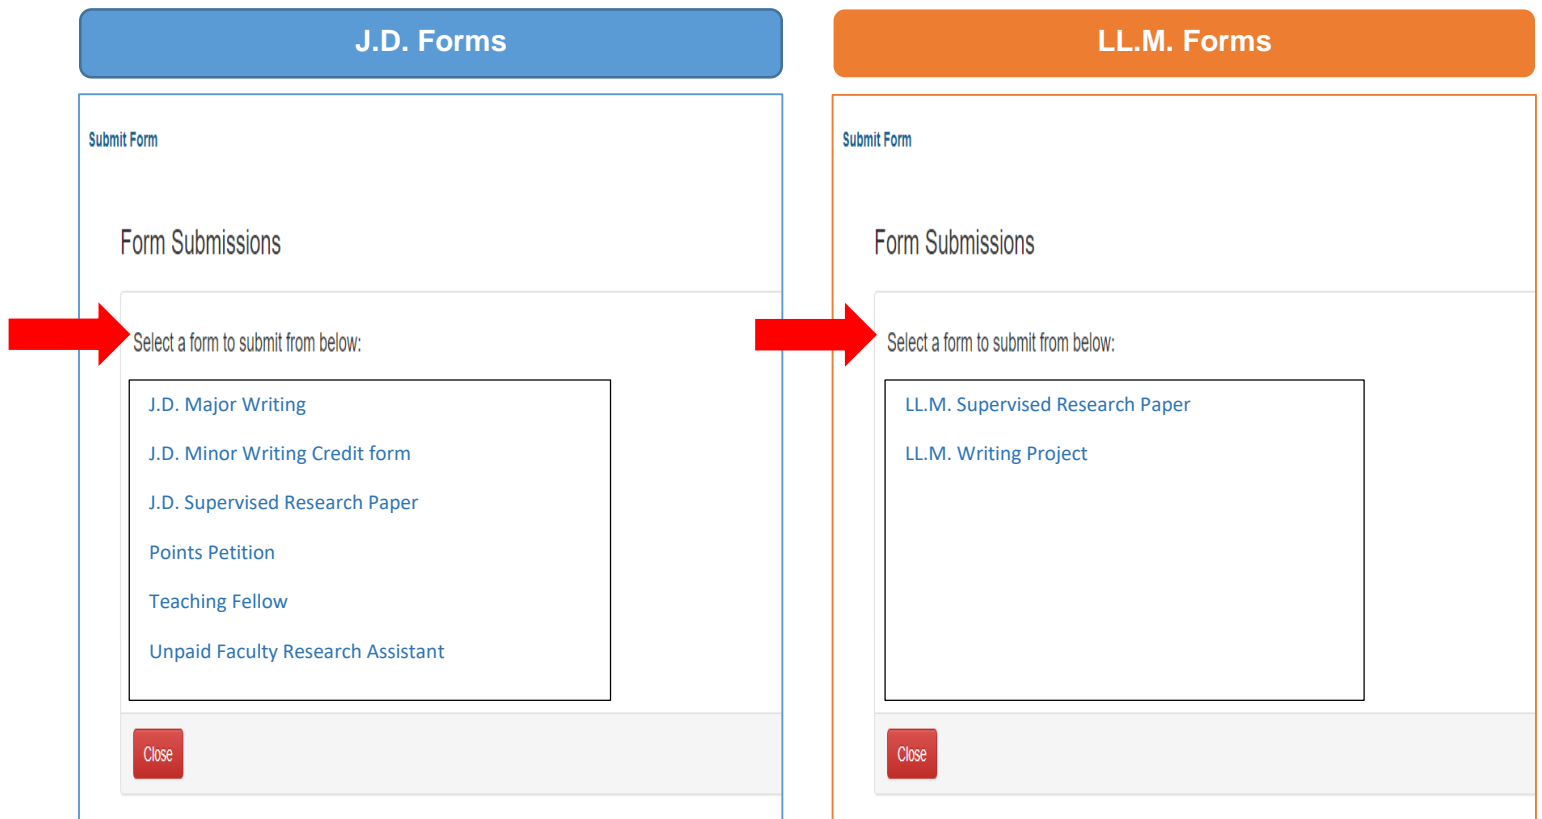 J.D. Forms
Submit Form
Form Submissions
Select a form to submit from below:
J.D. Major Writing
J.D. Minor Writing Credit form
J.D. Supervised Research Paper
Points Petition
Teaching Fellow
Unpaid Faculty Research Assistant
Close
LL.M. Forms
Submit Form
Form Submissions
Select a form to submit from below:
LL.M. Supervised Research Paper
LL.M. Writing Project
Close